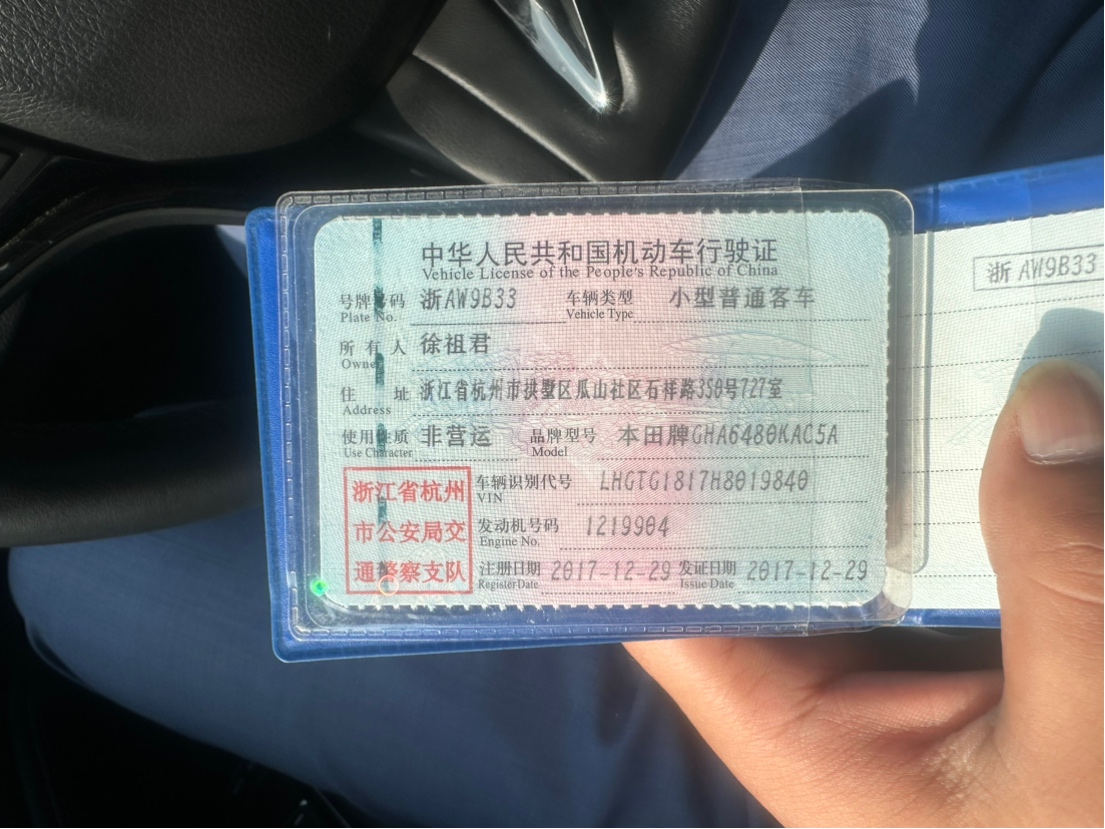 中华人民共和国机动车行驶证
Vehicle License of the People's Republic of China
号牌号码 浙AW9B33 车辆类型 小型普通客车
Plate No. Vehicle Type
所有人 徐祖君
Owner
住址 浙江省杭州市拱墅区瓜山社区石祥路350号727室
Address
使用性质 非营运 品牌型号 本田牌GHA6480KAC5A
Use Character Model
浙江省杭州
市公安局交
通警察支队
车辆识别代号 LHGTG1817H8019840
VIN
发动机号码 1219904
Engine No.
注册日期 2017-12-29 发证日期 2017-12-29
Register Date Issue Date
浙AW9B33